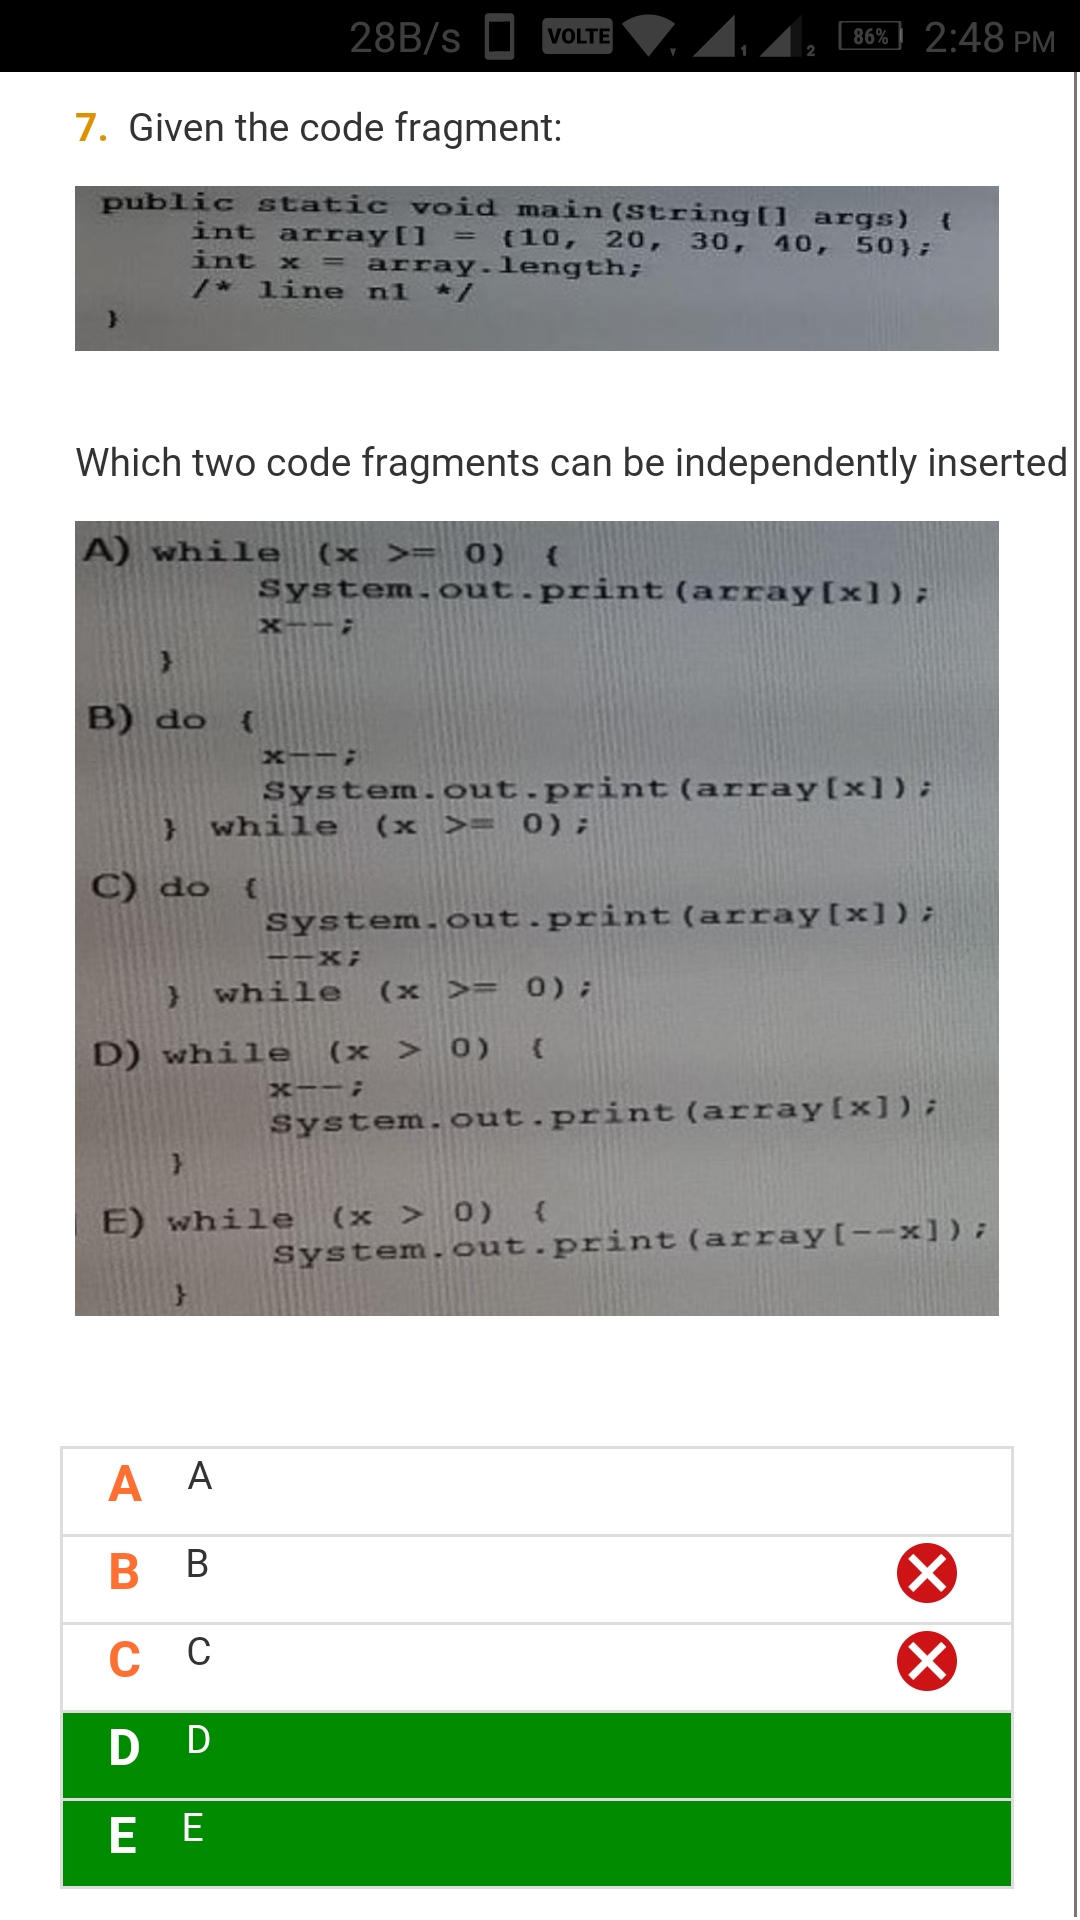 28B/s VOLTE 1 2 86% 2:48 PM
7. Given the code fragment:
public static void main(String[] args) {
int array[] = {10, 20, 30, 40, 50};
int x = array.length;
/* line n1 */
}
Which two code fragments can be independently inserted
A) while (x >= 0) {
System.out.print(array[x]);
x--;
}
B) do {
x--;
System.out.print(array[x]);
} while (x >= 0);
C) do {
System.out.print(array[x]);
--x;
} while (x >= 0);
D) while (x > 0) {
x--;
System.out.print(array[x]);
}
E) while (x > 0) {
System.out.print(array[--x]);
}
A A
B B
C C
D D
E E